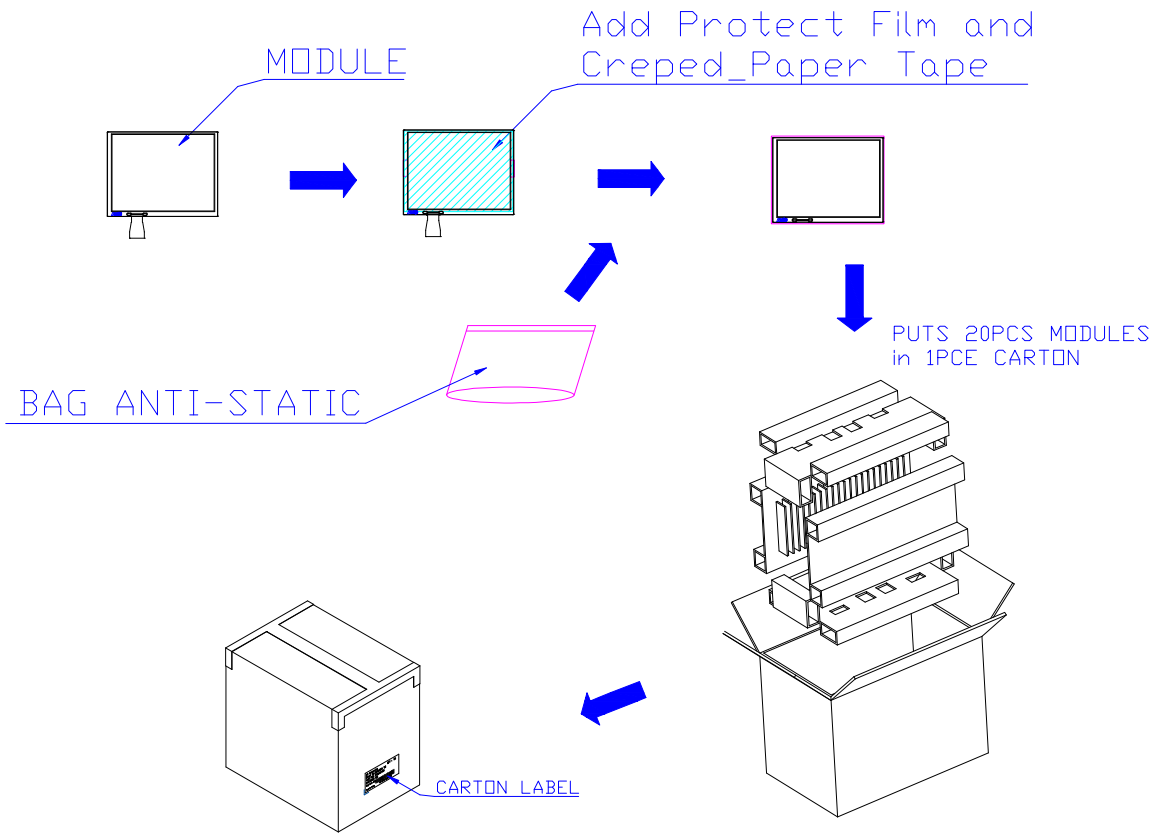 MODULE
Add Protect Film and
Creped_Paper Tape
PUTS 20PCS MODULES
in 1PCE CARTON
BAG ANTI-STATIC
CARTON LABEL